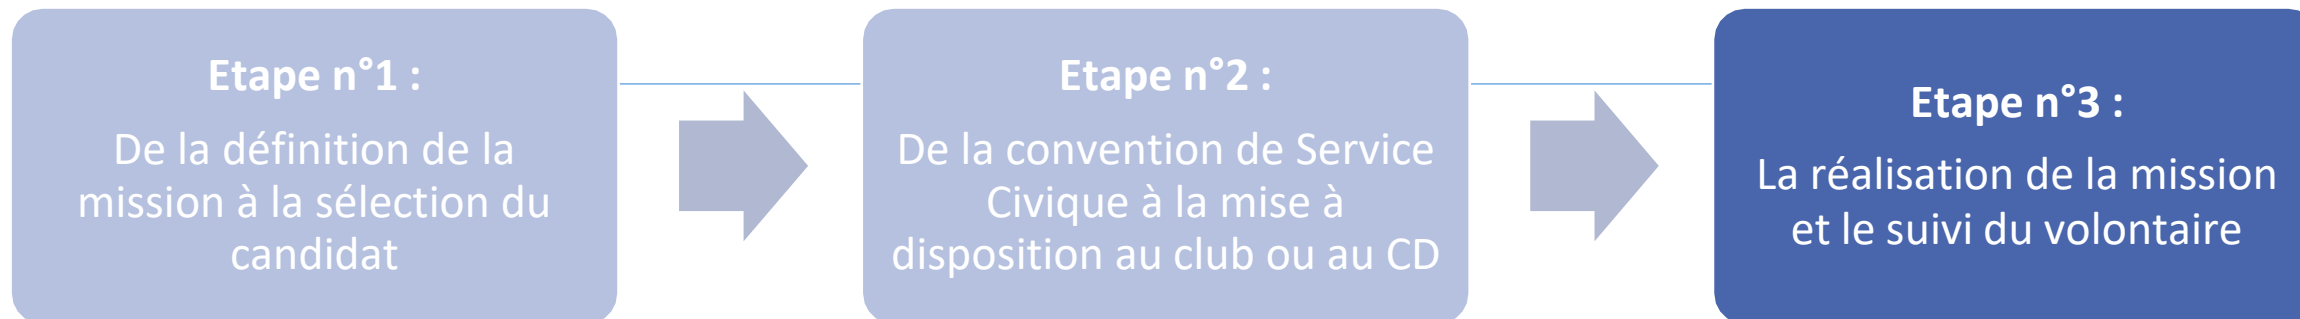 Etape n°1 :
De la définition de la
mission à la sélection du
candidat
Etape n°2 :
De la convention de Service
Civique à la mise à
disposition au club ou au CD
Etape n°3 :
La réalisation de la mission
et le suivi du volontaire